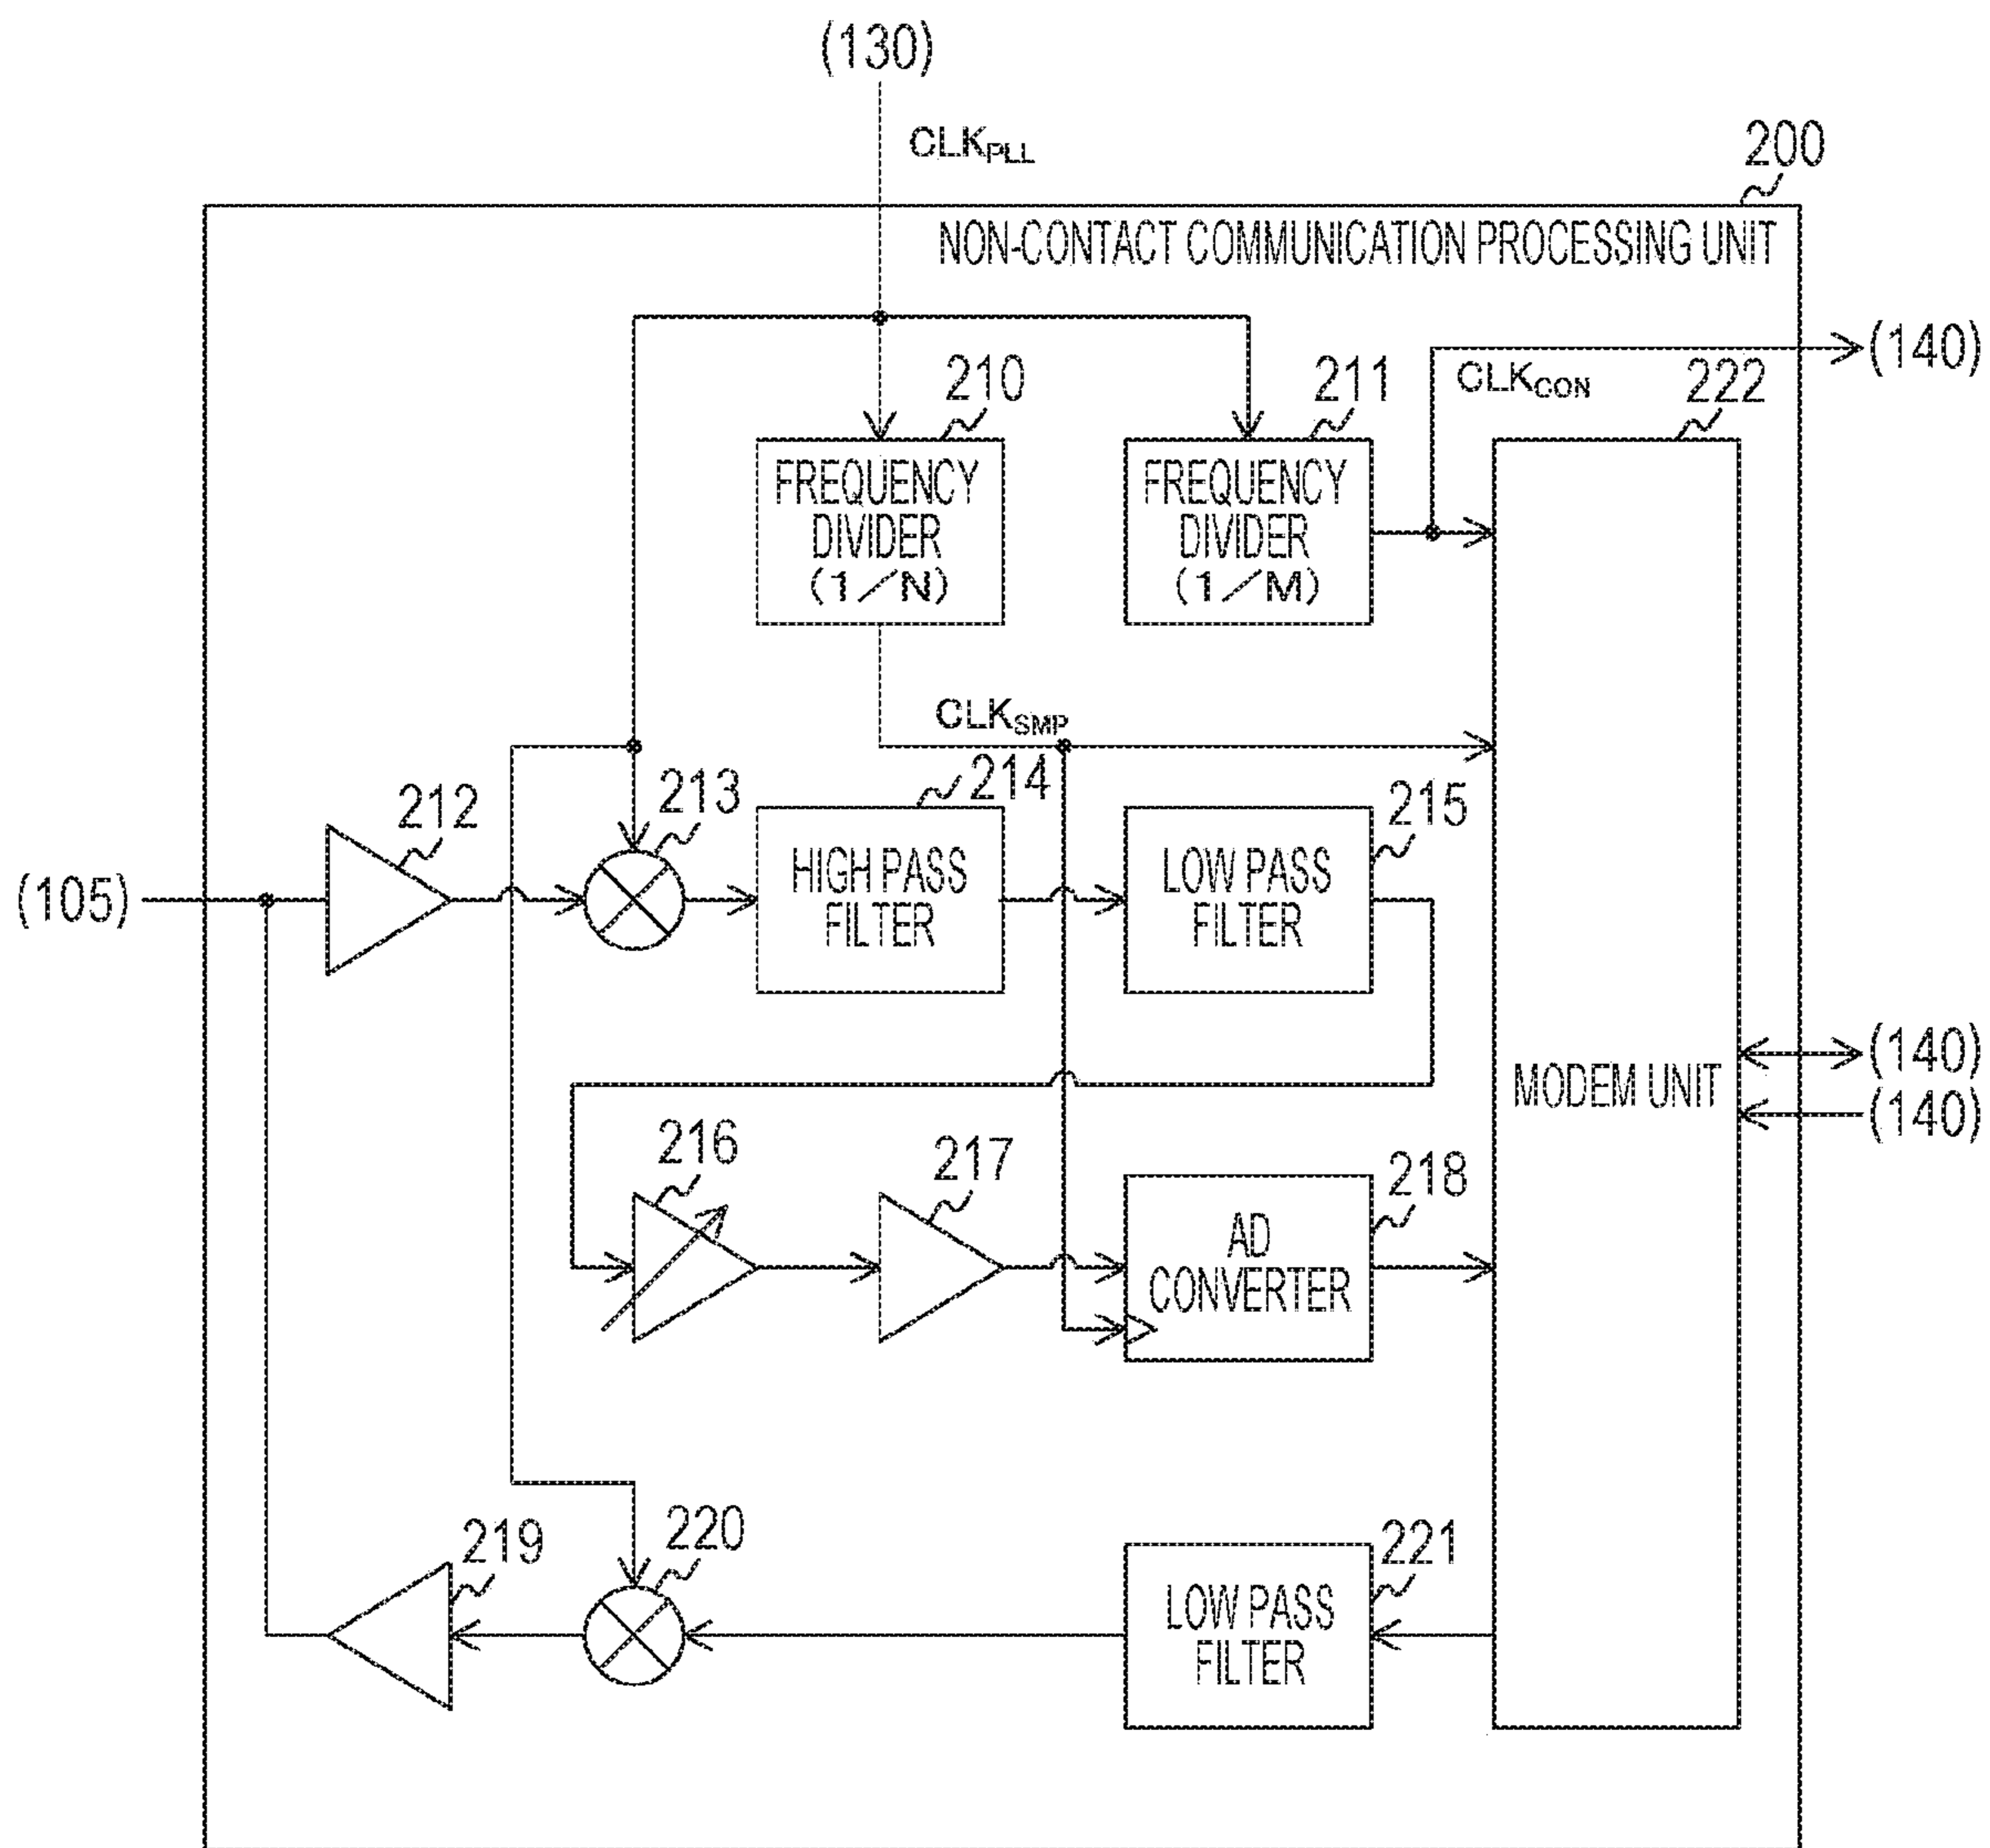 (130)
CLKPLL
200
NON-CONTACT COMMUNICATION PROCESSING UNIT
(140)
210
211
CLKCON
222
FREQUENCY
DIVIDER
(1/N)
FREQUENCY
DIVIDER
(1/M)
CLKSMP
212
213
214
215
(105)
HIGH PASS
FILTER
LOW PASS
FILTER
(140)
MODEM UNIT
(140)
216
217
218
AD
CONVERTER
219
220
221
LOW PASS
FILTER